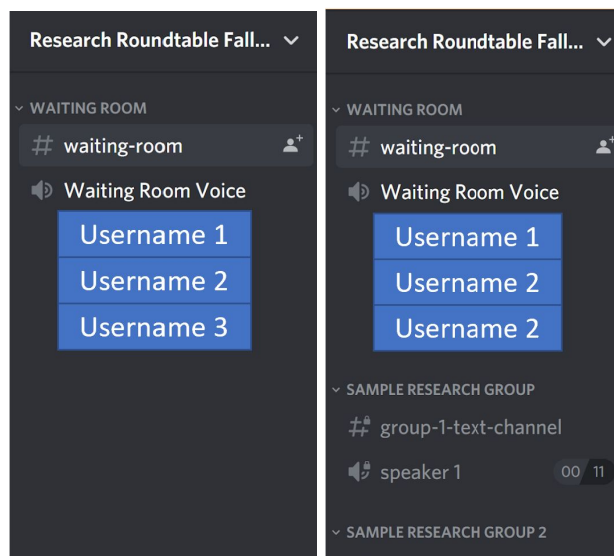 Research Roundtable Fall...
WAITING ROOM
# waiting-room
Waiting Room Voice
Username 1
Username 2
Username 3
Research Roundtable Fall...
WAITING ROOM
# waiting-room
Waiting Room Voice
Username 1
Username 2
Username 2
SAMPLE RESEARCH GROUP
# group-1-text-channel
speaker 1 00 11
SAMPLE RESEARCH GROUP 2